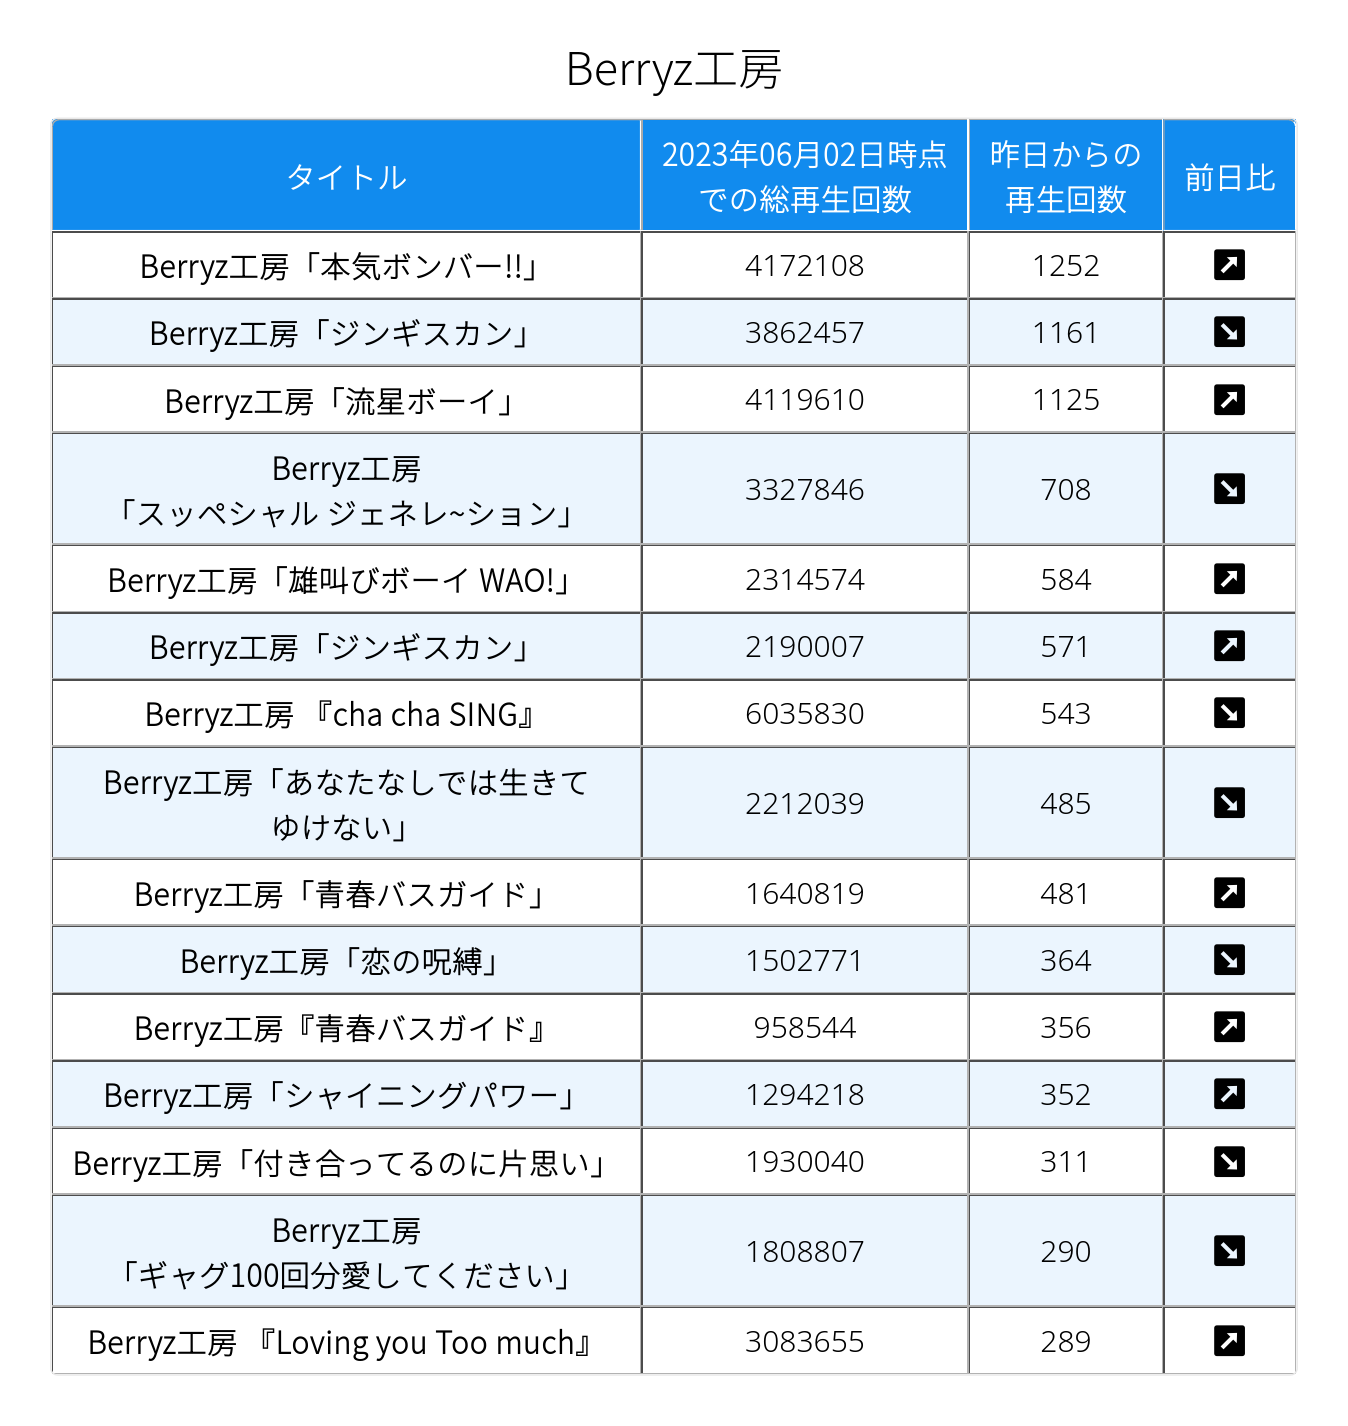 Berryz工房
タイトル
2023年06月02日時点
での総再生回数
昨日からの
再生回数
前日比
Berryz工房「本気ボンバー!!」 4172108 1252 ↗
Berryz工房「ジンギスカン」 3862457 1161 ↘
Berryz工房「流星ボーイ」 4119610 1125 ↗
Berryz工房
「スッペシャル ジェネレ~ション」 3327846 708 ↘
Berryz工房「雄叫びボーイ WAO!」 2314574 584 ↗
Berryz工房「ジンギスカン」 2190007 571 ↗
Berryz工房 『cha cha SING』 6035830 543 ↘
Berryz工房「あなたなしでは生きて
ゆけない」 2212039 485 ↘
Berryz工房「青春バスガイド」 1640819 481 ↗
Berryz工房「恋の呪縛」 1502771 364 ↘
Berryz工房『青春バスガイド』 958544 356 ↗
Berryz工房「シャイニングパワー」 1294218 352 ↗
Berryz工房「付き合ってるのに片思い」 1930040 311 ↘
Berryz工房
「ギャグ100回分愛してください」 1808807 290 ↘
Berryz工房 『Loving you Too much』 3083655 289 ↗